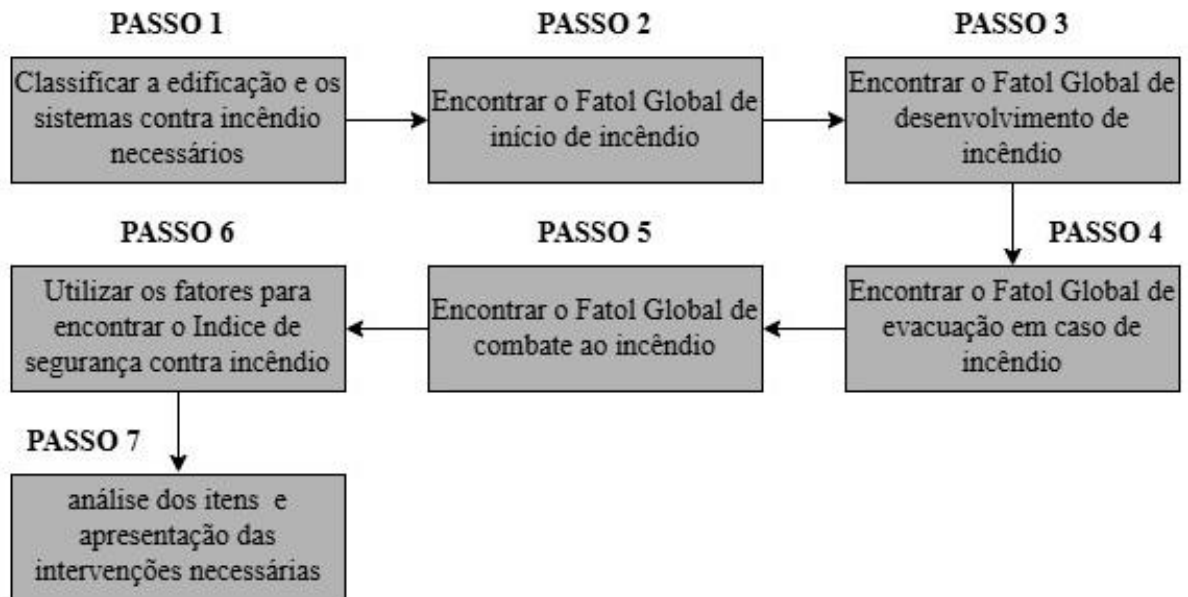 PASSO 1
Classificar a edificação e os
sistemas contra incêndio
necessários
PASSO 2
Encontrar o Fatol Global de
início de incêndio
PASSO 3
Encontrar o Fatol Global de
desenvolvimento de
incêndio
PASSO 4
Encontrar o Fatol Global de
evacuação em caso de
incêndio
PASSO 5
Encontrar o Fatol Global de
combate ao incêndio
PASSO 6
Utilizar os fatores para
encontrar o Indice de
segurança contra incêndio
PASSO 7
análise dos itens e
apresentação das
intervenções necessárias